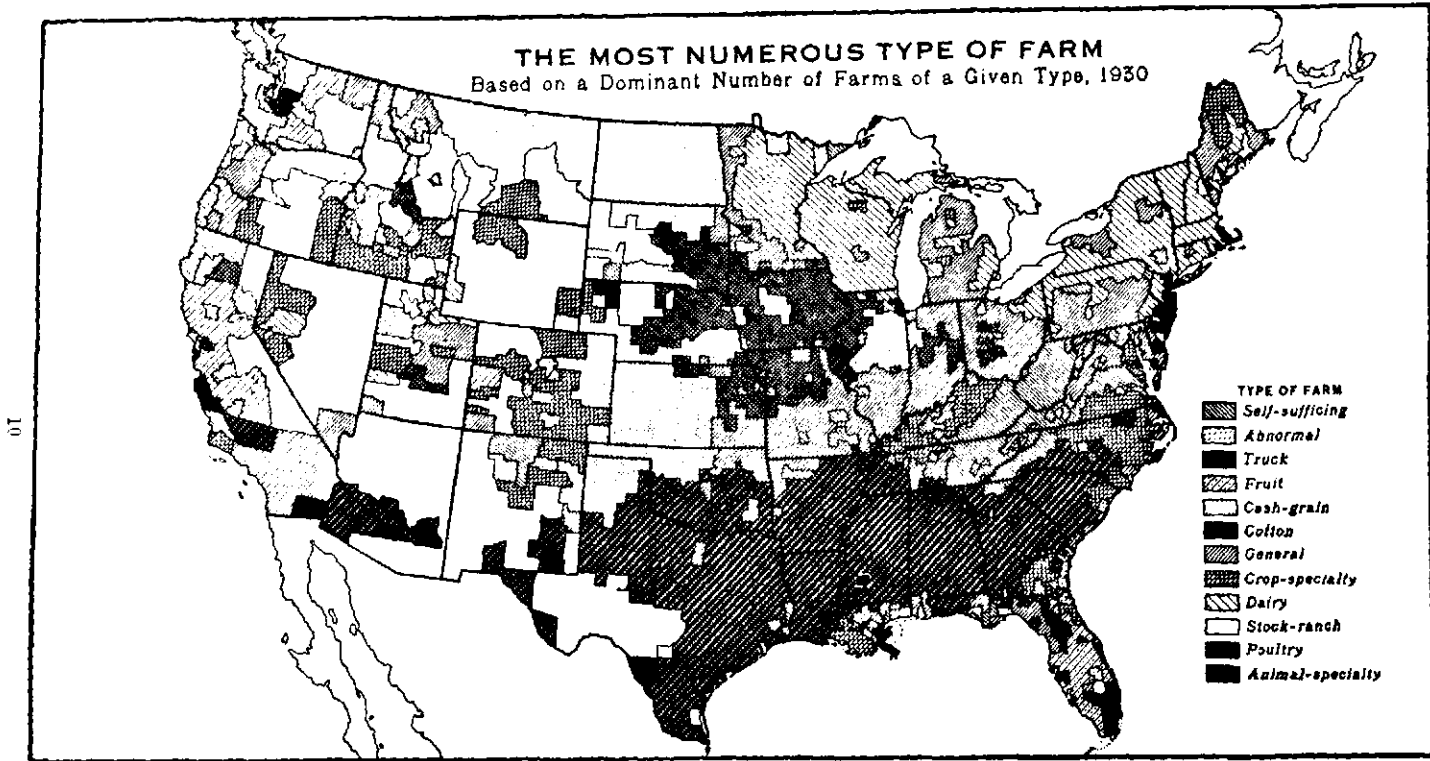 THE MOST NUMEROUS TYPE OF FARM
Based on a Dominant Number of Farms of a Given Type, 1930
TYPE OF FARM
Self-sufficing
Abnormal
Truck
Fruit
Cash-grain
Cotton
General
Crop-specialty
Dairy
Stock-ranch
Poultry
Animal-specialty
10